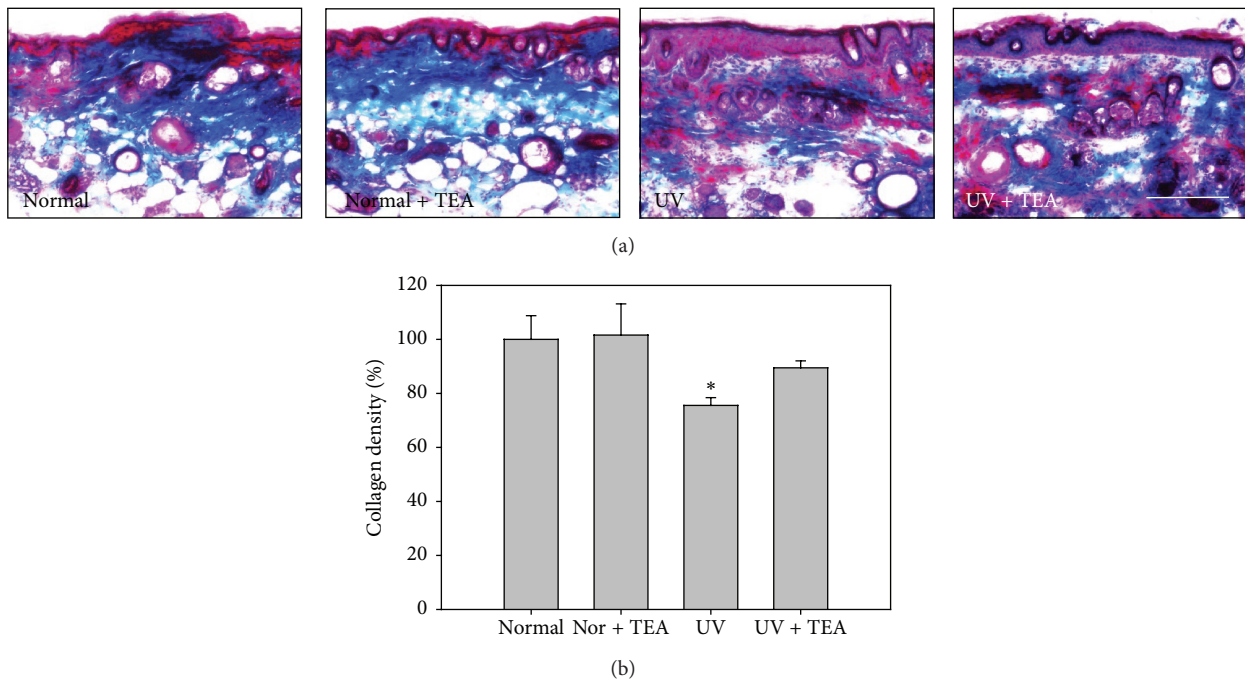 Normal
Normal + TEA
UV
UV + TEA
(a)
120
100
80
60
40
20
0
Collagen density (%)
*
Normal
Nor + TEA
UV
UV + TEA
(b)